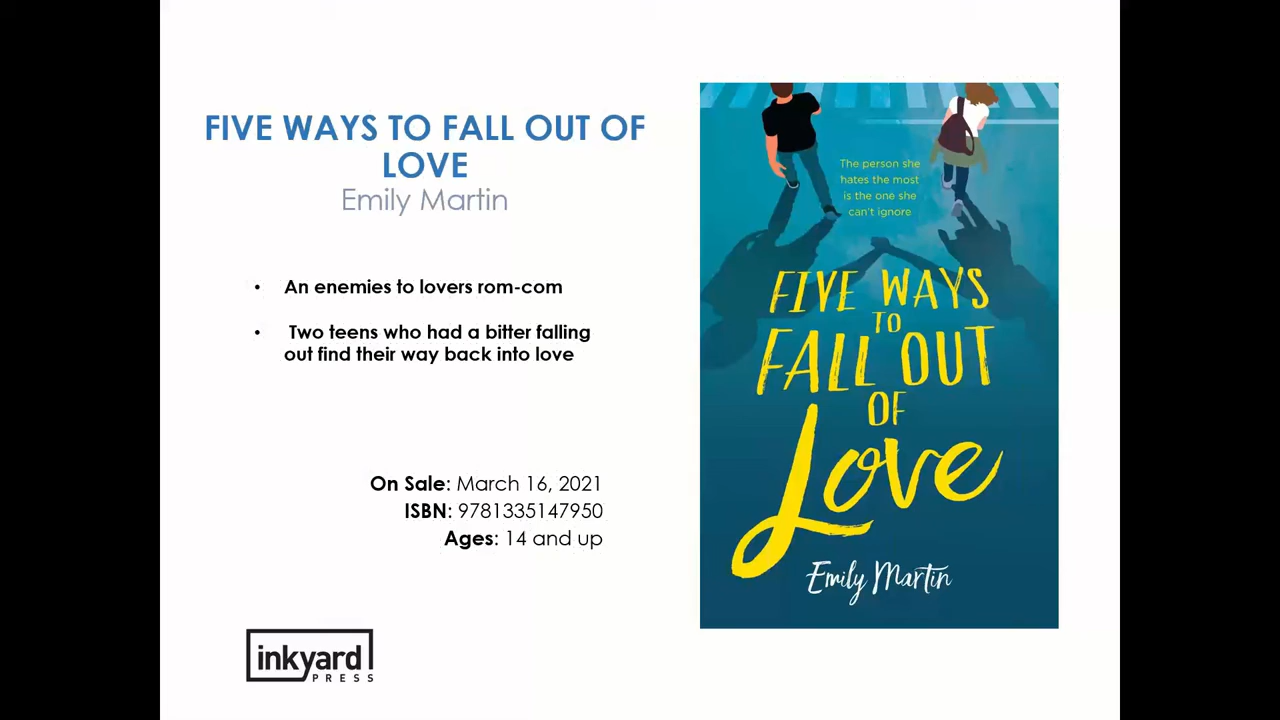 FIVE WAYS TO FALL OUT OF
LOVE
Emily Martin
• An enemies to lovers rom-com
• Two teens who had a bitter falling
out find their way back into love
On Sale: March 16, 2021
ISBN: 9781335147950
Ages: 14 and up
inkyard
PRESS
The person she
hates the most
is the one she
can't ignore
FIVE WAYS
TO
FALL OUT
OF
Love
Emily Martin